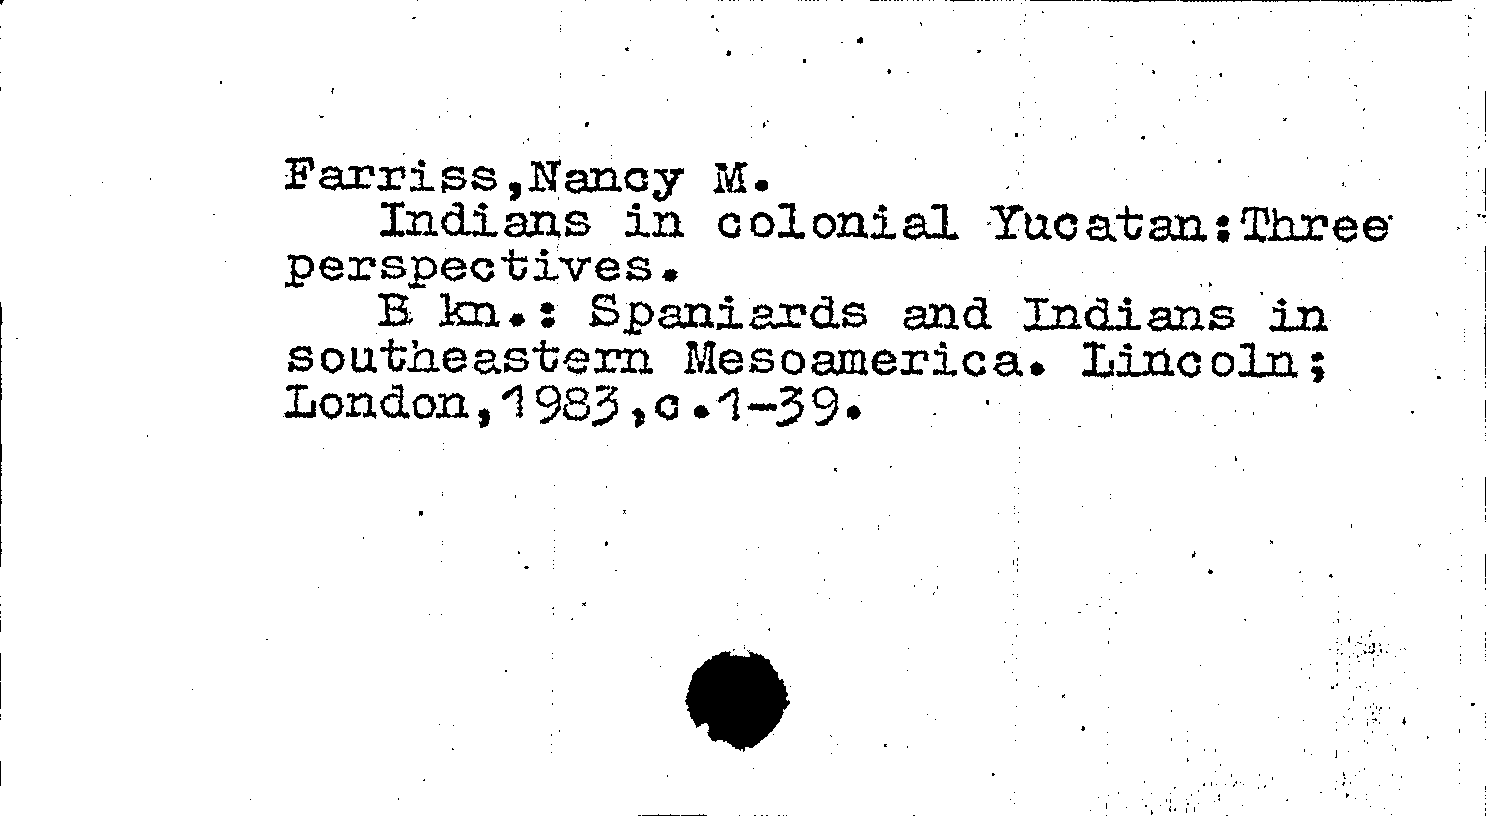 Farriss,Nancy M.
Indians in colonial Yucatan:Three
perspectives.
B kn.: Spaniards and Indians in
southeastern Mesoamerica. Lincoln;
London,1983,c.1-39.